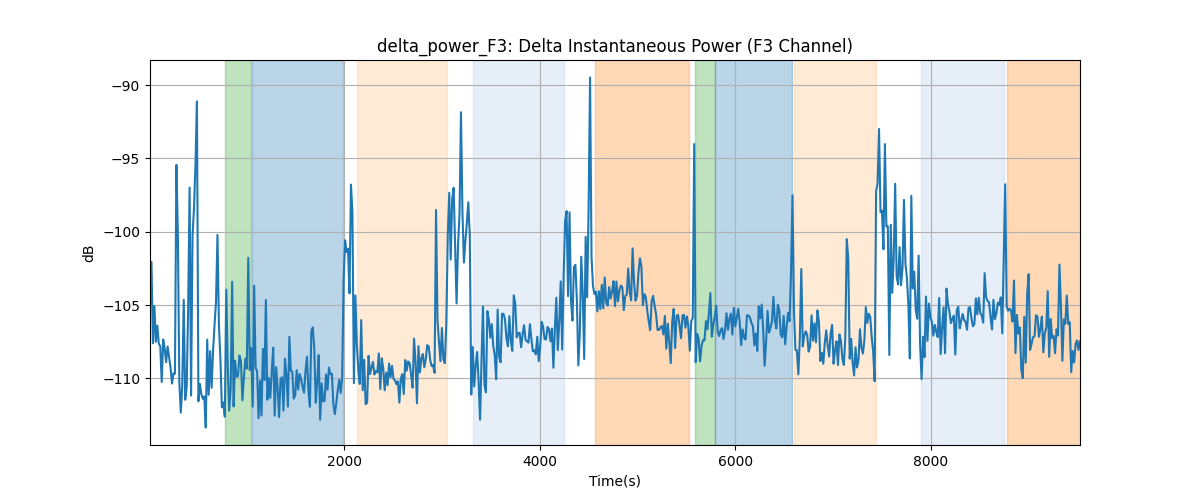 delta_power_F3: Delta Instantaneous Power (F3 Channel)
−90
−95
−100
−105
−110
dB
2000 4000 6000 8000
Time(s)